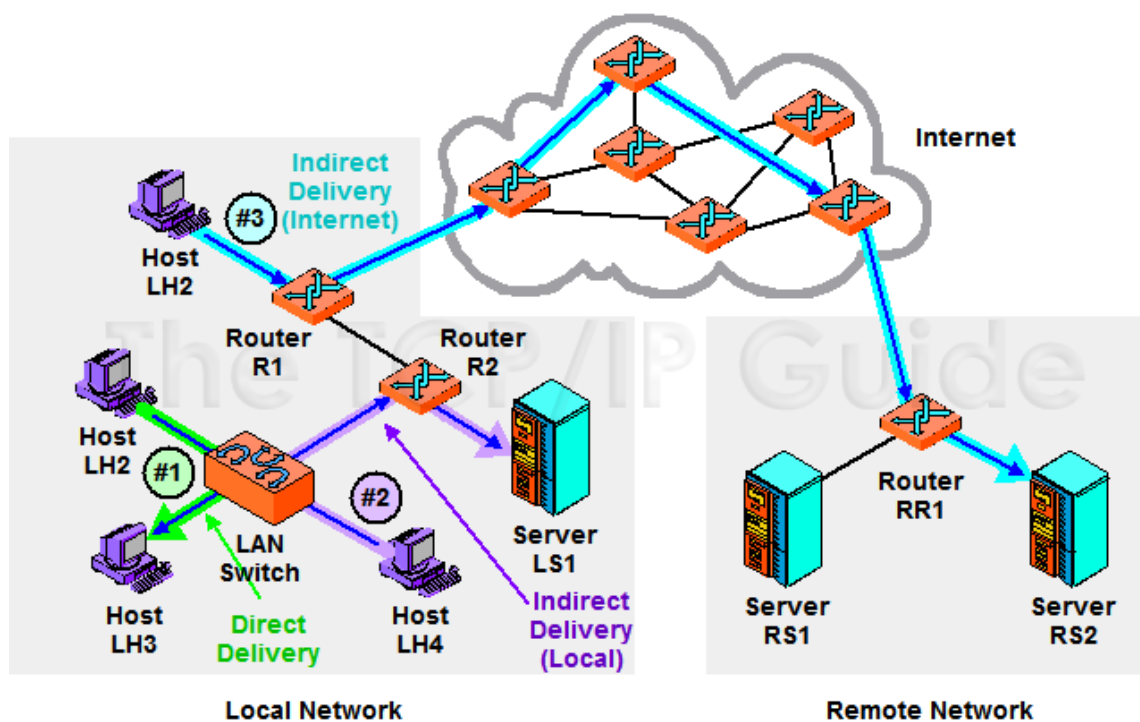 Internet
Indirect
Delivery
(Internet)
#3
Host
LH2
Router
R1
Router
R2
The TCP/IP Guide
Host
LH2
#1
#2
LAN
Switch
Host
LH3
Direct
Delivery
Host
LH4
Server
LS1
Indirect
Delivery
(Local)
Router
RR1
Server
RS1
Server
RS2
Local Network
Remote Network